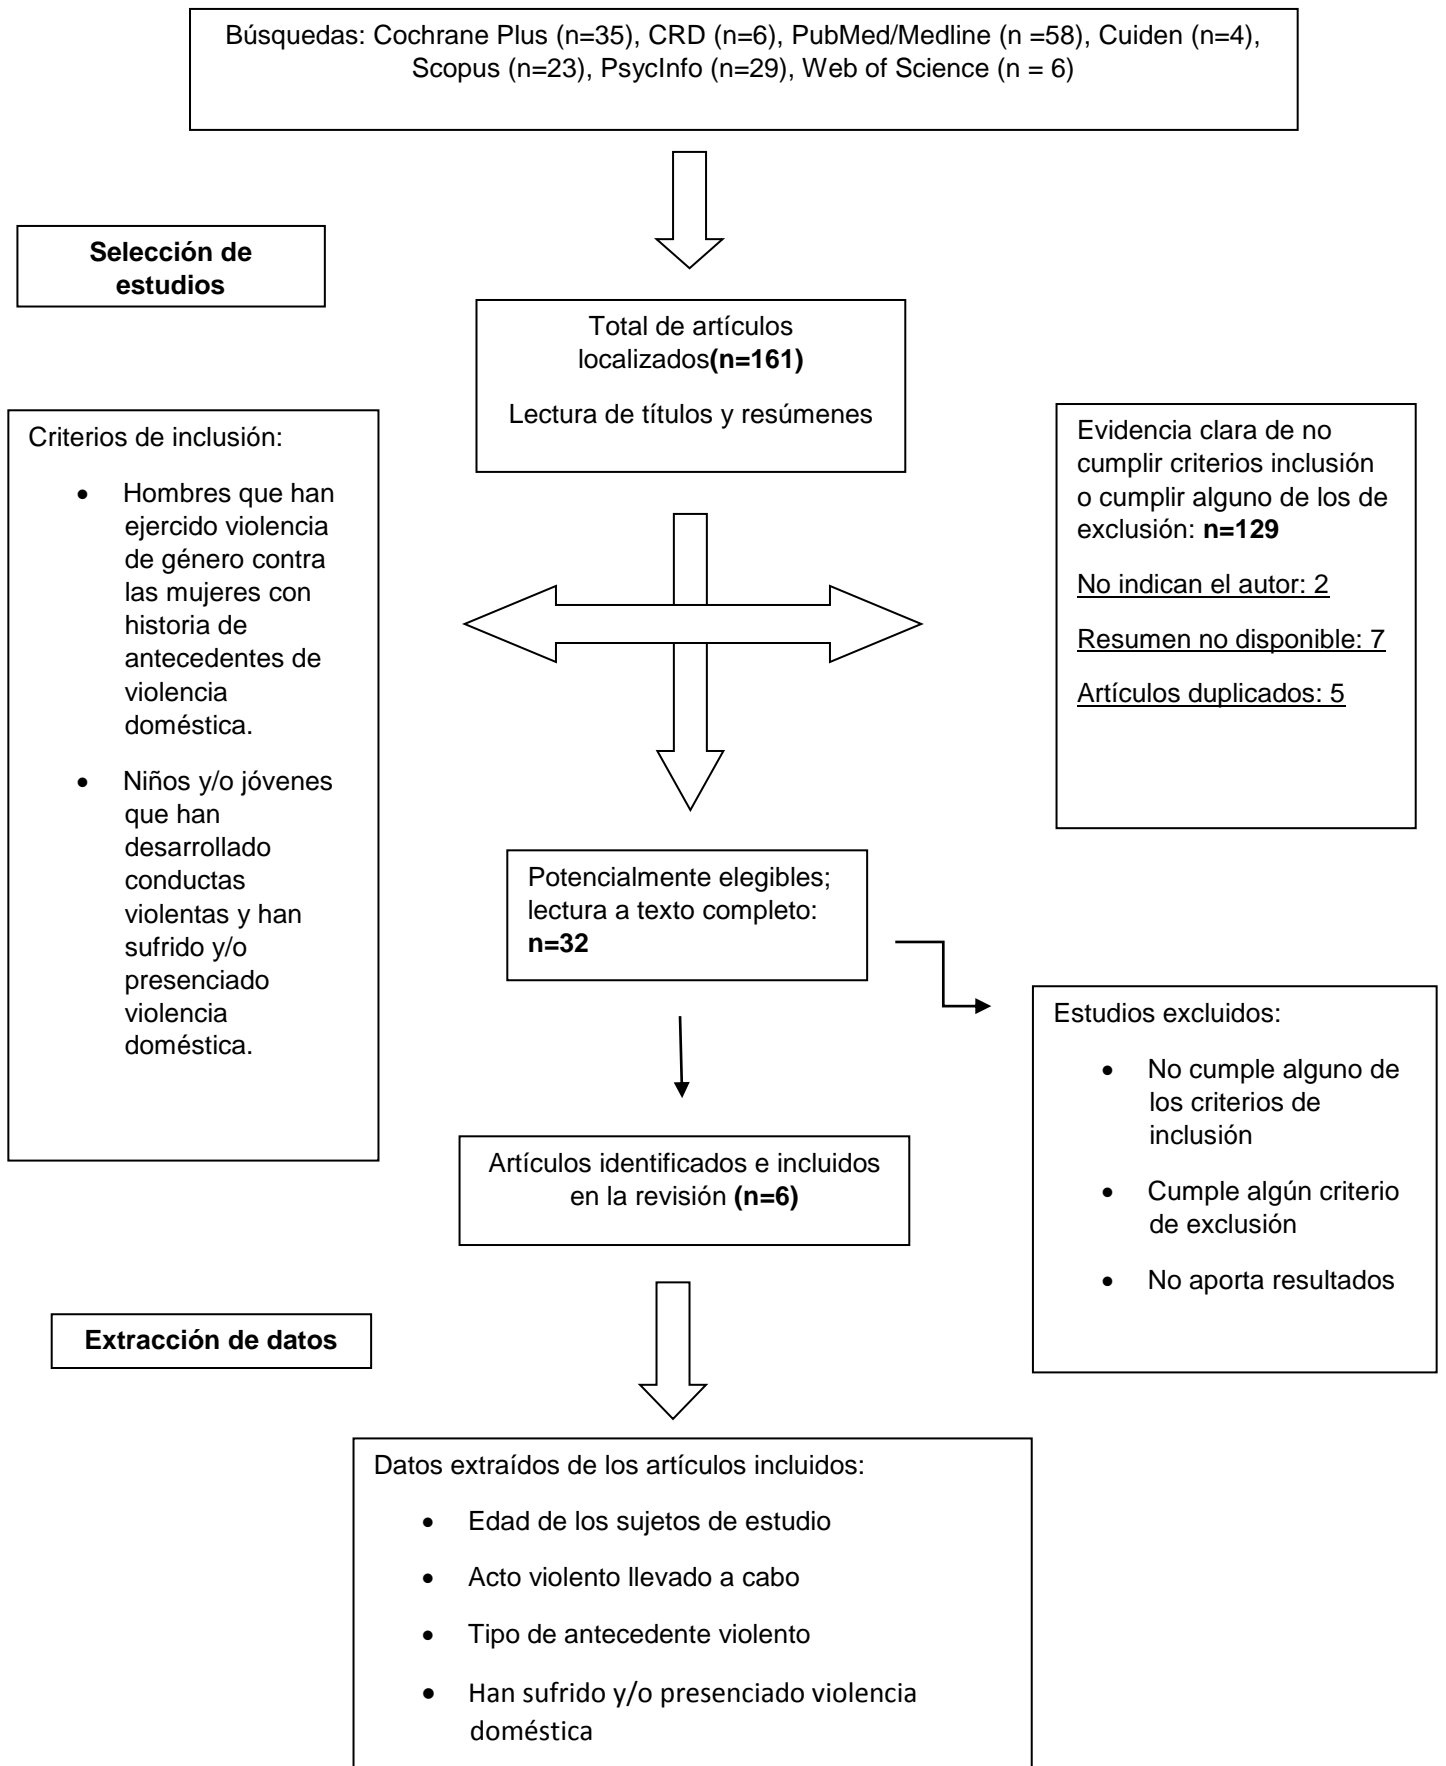 Búsquedas: Cochrane Plus (n=35), CRD (n=6), PubMed/Medline (n =58), Cuiden (n=4),
Scopus (n=23), PsycInfo (n=29), Web of Science (n = 6)
Selección de
estudios
Total de artículos
localizados(n=161)
Lectura de títulos y resúmenes
Criterios de inclusión:
• Hombres que han
ejercido violencia
de género contra
las mujeres con
historia de
antecedentes de
violencia
doméstica.
• Niños y/o jóvenes
que han
desarrollado
conductas
violentas y han
sufrido y/o
presenciado
violencia
doméstica.
Evidencia clara de no
cumplir criterios inclusión
o cumplir alguno de los de
exclusión: n=129
No indican el autor: 2
Resumen no disponible: 7
Artículos duplicados: 5
Potencialmente elegibles;
lectura a texto completo:
n=32
Estudios excluidos:
• No cumple alguno de
los criterios de
inclusión
• Cumple algún criterio
de exclusión
• No aporta resultados
Artículos identificados e incluidos
en la revisión (n=6)
Extracción de datos
Datos extraídos de los artículos incluidos:
• Edad de los sujetos de estudio
• Acto violento llevado a cabo
• Tipo de antecedente violento
• Han sufrido y/o presenciado violencia
doméstica